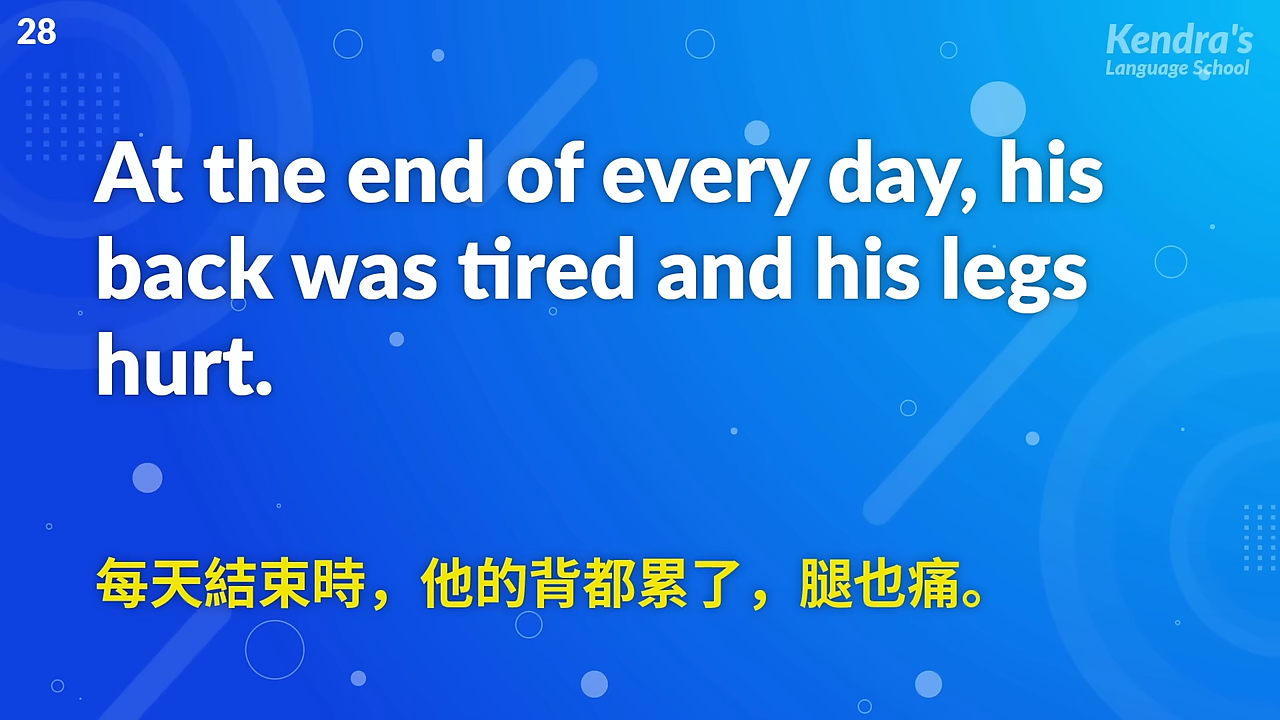 28
Kendra's
Language School
At the end of every day, his
back was tired and his legs
hurt.
每天結束時，他的背都累了，腿也痛。